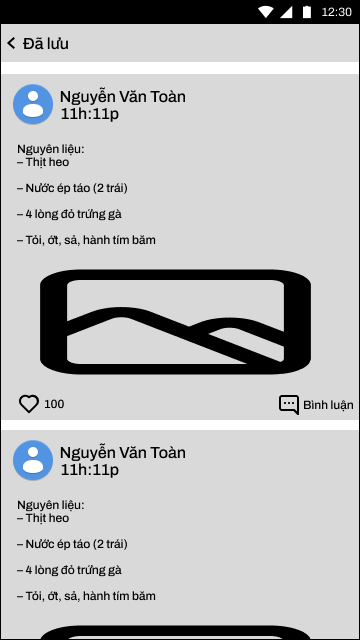 12:30
Đã lưu
Nguyễn Văn Toàn
11h:11p
Nguyên liệu:
– Thịt heo
– Nước ép táo (2 trái)
– 4 lòng đỏ trứng gà
– Tỏi, ớt, sả, hành tím băm
100
Bình luận
Nguyễn Văn Toàn
11h:11p
Nguyên liệu:
– Thịt heo
– Nước ép táo (2 trái)
– 4 lòng đỏ trứng gà
– Tỏi, ớt, sả, hành tím băm